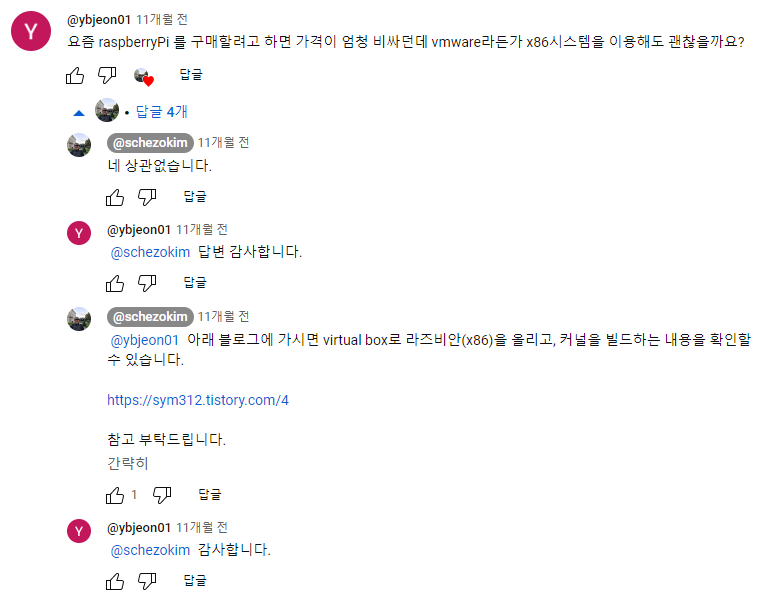 Y
@ybjeon01 11개월 전
요즘 raspberryPi 를 구매할려고 하면 가격이 엄청 비싸던데 vmware라든가 x86시스템을 이용해도 괜찮을까요?
답글
• 답글 4개
@schezokim 11개월 전
네 상관없습니다.
답글
Y
@ybjeon01 11개월 전
@schezokim 답변 감사합니다.
답글
@schezokim 11개월 전
@ybjeon01 아래 블로그에 가시면 virtual box로 라즈비안(x86)을 올리고, 커널을 빌드하는 내용을 확인할
수 있습니다.
https://sym312.tistory.com/4
참고 부탁드립니다.
간략히
1 답글
Y
@ybjeon01 11개월 전
@schezokim 감사합니다.
답글